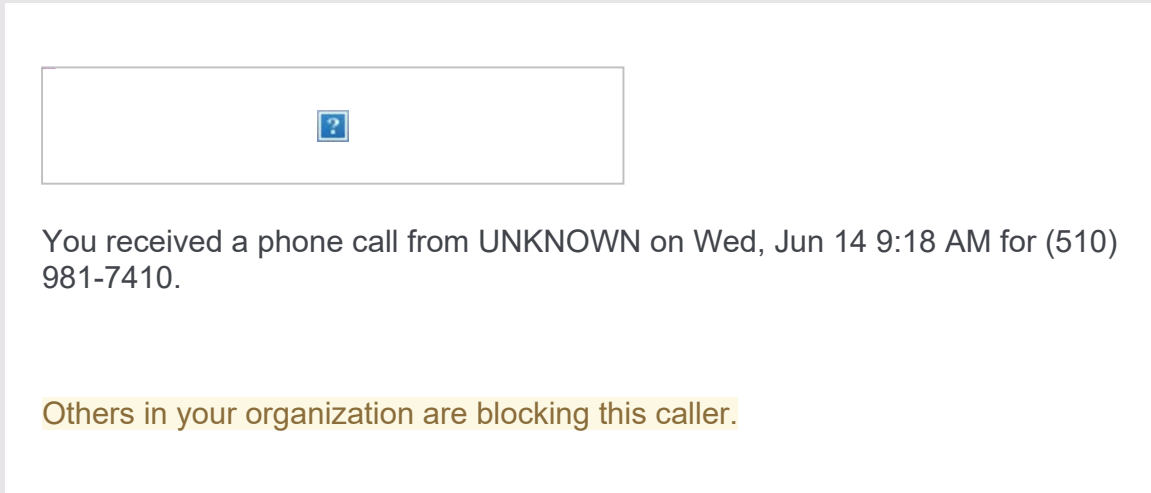 You received a phone call from UNKNOWN on Wed, Jun 14 9:18 AM for (510)
981-7410.
Others in your organization are blocking this caller.